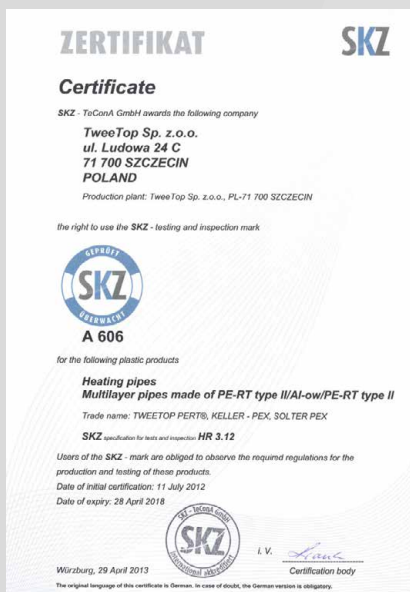 ZERTIFIKAT
SKZ
Certificate
SKZ - TeConA GmbH awards the following company
TweeTop Sp. z.o.o.
ul. Ludowa 24 C
71 700 SZCZECIN
POLAND
Production plant: TweeTop Sp. z.o.o., PL-71 700 SZCZECIN
the right to use the SKZ - testing and inspection mark
GEPRÜFT
SKZ
ÜBERWACHT
A 606
for the following plastic products
Heating pipes
Multilayer pipes made of PE-RT type II/Al-ow/PE-RT type II
Trade name: TWEETOP PERT®, KELLER - PEX, SOLTER PEX
SKZ specification for tests and inspection HR 3.12
Users of the SKZ - mark are obliged to observe the required regulations for the
production and testing of these products.
Date of initial certification: 11 July 2012
Date of expiry: 28 April 2018
SKZ - TeConA GmbH
SKZ
international akkreditiert
i. V.
Würzburg, 29 April 2013
Certification body
The original language of this certificate is German. In case of doubt, the German version is obligatory.